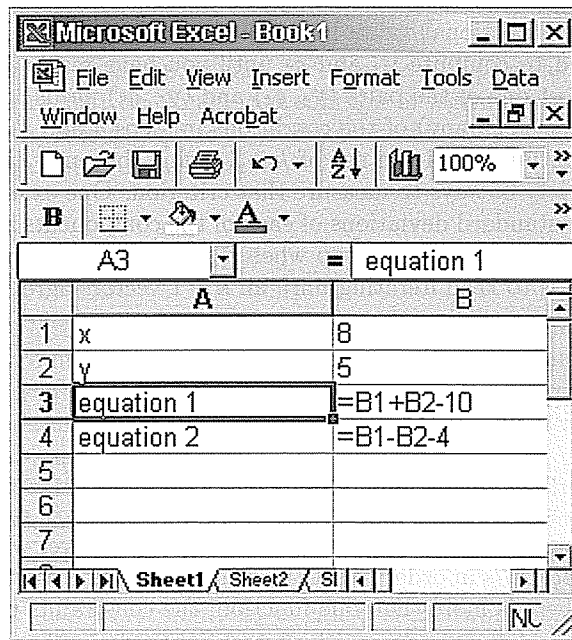 Microsoft Excel - Book1
File Edit View Insert Format Tools Data
Window Help Acrobat
100%
B A
A3 = equation 1
A B
1 x 8
2 y 5
3 equation 1 =B1+B2-10
4 equation 2 =B1-B2-4
5
6
7
Sheet1 Sheet2